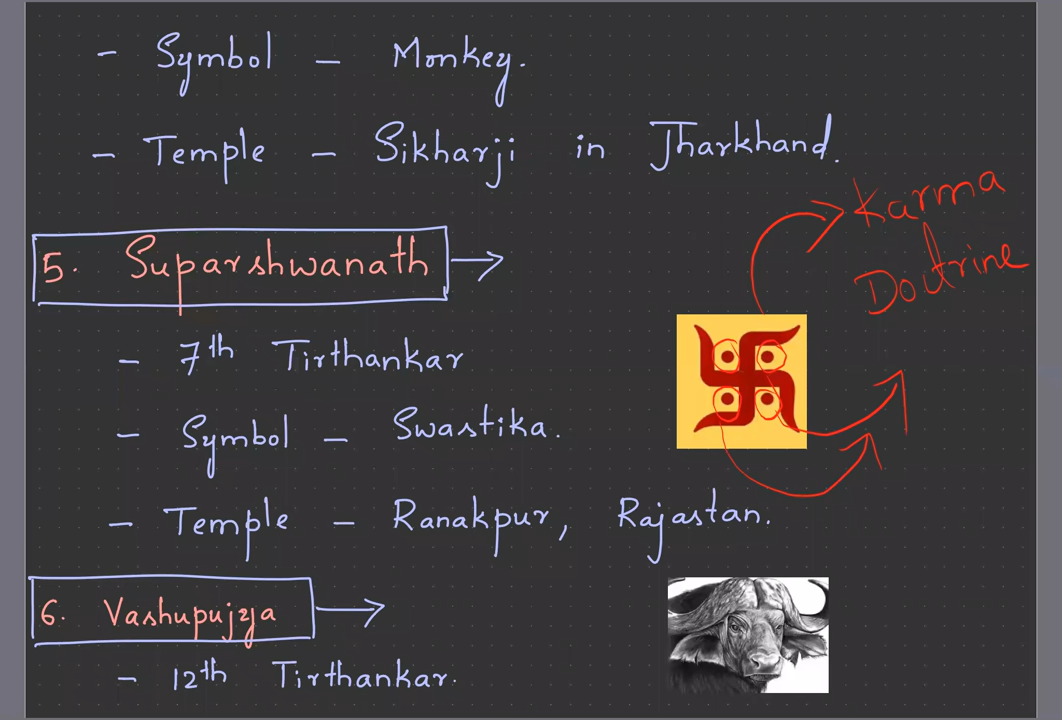 - Symbol - Monkey.
- Temple - Sikharji in Jharkhand.
Karma
Doctrine
5. Suparshwanath
- 7th Tirthankar
- Symbol - Swastika.
- Temple - Ranakpur, Rajastan.
6. Vashupujya
- 12th Tirthankar.